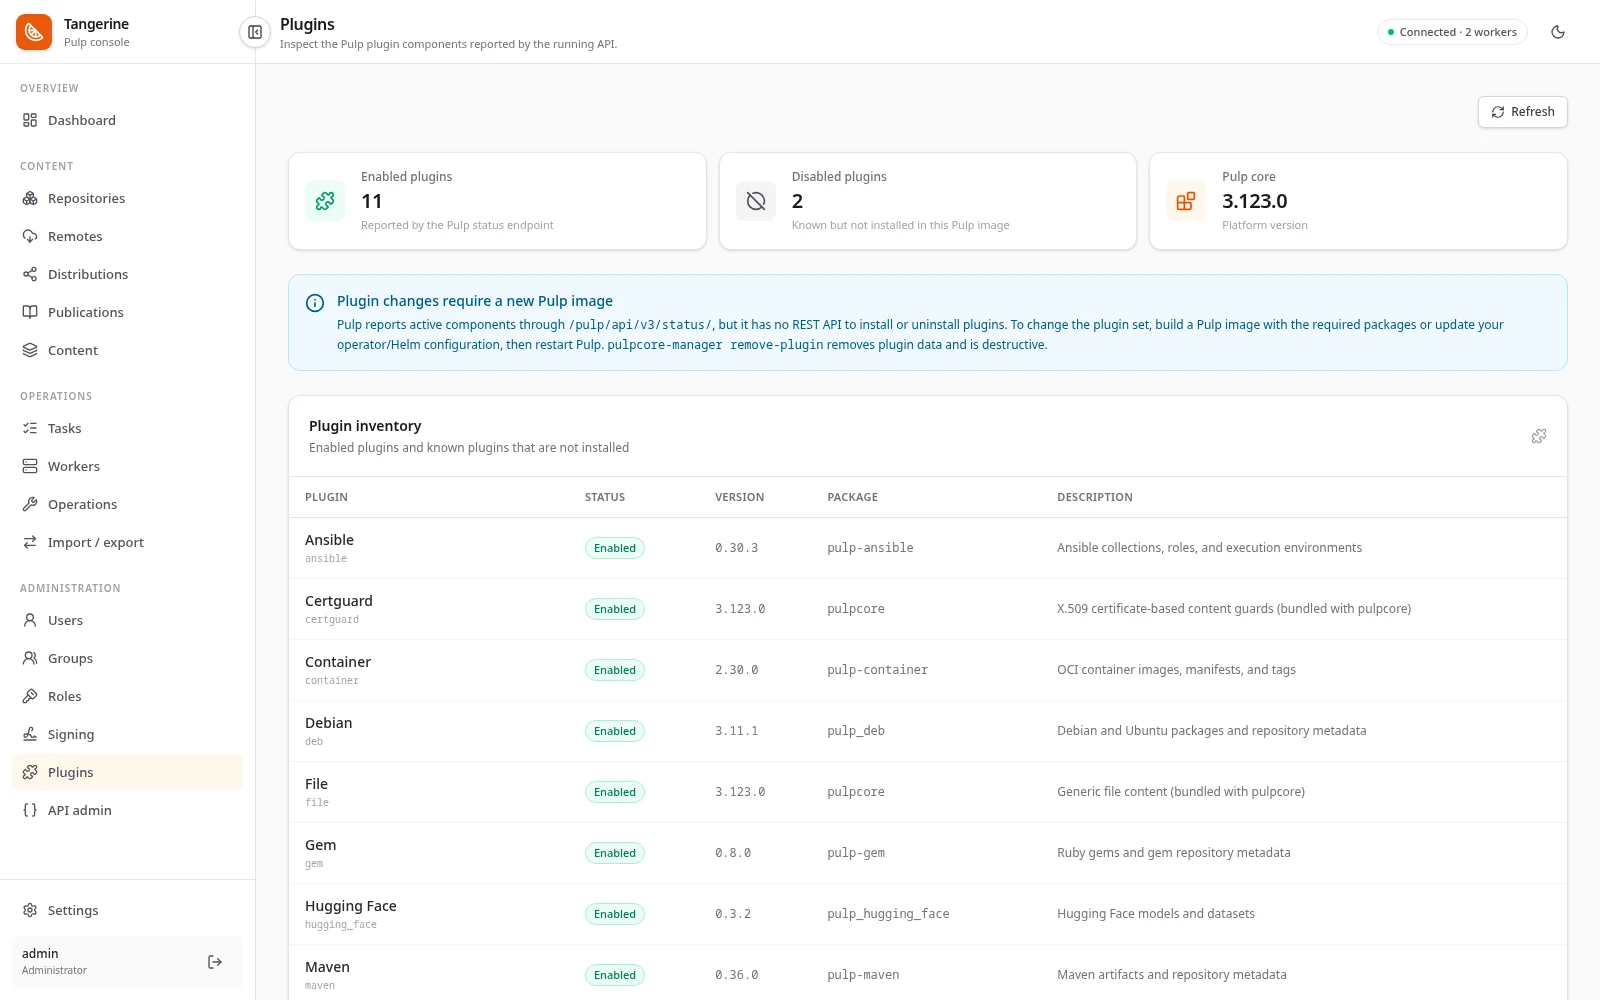 Tangerine
Pulp console
Plugins
Inspect the Pulp plugin components reported by the running API.
Connected · 2 workers
OVERVIEW
Dashboard
CONTENT
Repositories
Remotes
Distributions
Publications
Content
OPERATIONS
Tasks
Workers
Operations
Import / export
ADMINISTRATION
Users
Groups
Roles
Signing
Plugins
API admin
Settings
admin
Administrator
Refresh
Enabled plugins
11
Reported by the Pulp status endpoint
Disabled plugins
2
Known but not installed in this Pulp image
Pulp core
3.123.0
Platform version
Plugin changes require a new Pulp image
Pulp reports active components through /pulp/api/v3/status/, but it has no REST API to install or uninstall plugins. To change the plugin set, build a Pulp image with the required packages or update your
operator/Helm configuration, then restart Pulp. pulpcore-manager remove-plugin removes plugin data and is destructive.
Plugin inventory
Enabled plugins and known plugins that are not installed
PLUGIN STATUS VERSION PACKAGE DESCRIPTION
Ansible
ansible
Enabled 0.30.3 pulp-ansible Ansible collections, roles, and execution environments
Certguard
certguard
Enabled 3.123.0 pulpcore X.509 certificate-based content guards (bundled with pulpcore)
Container
container
Enabled 2.30.0 pulp-container OCI container images, manifests, and tags
Debian
deb
Enabled 3.11.1 pulp_deb Debian and Ubuntu packages and repository metadata
File
file
Enabled 3.123.0 pulpcore Generic file content (bundled with pulpcore)
Gem
gem
Enabled 0.8.0 pulp-gem Ruby gems and gem repository metadata
Hugging Face
hugging_face
Enabled 0.3.2 pulp_hugging_face Hugging Face models and datasets
Maven
maven
Enabled 0.36.0 pulp-maven Maven artifacts and repository metadata